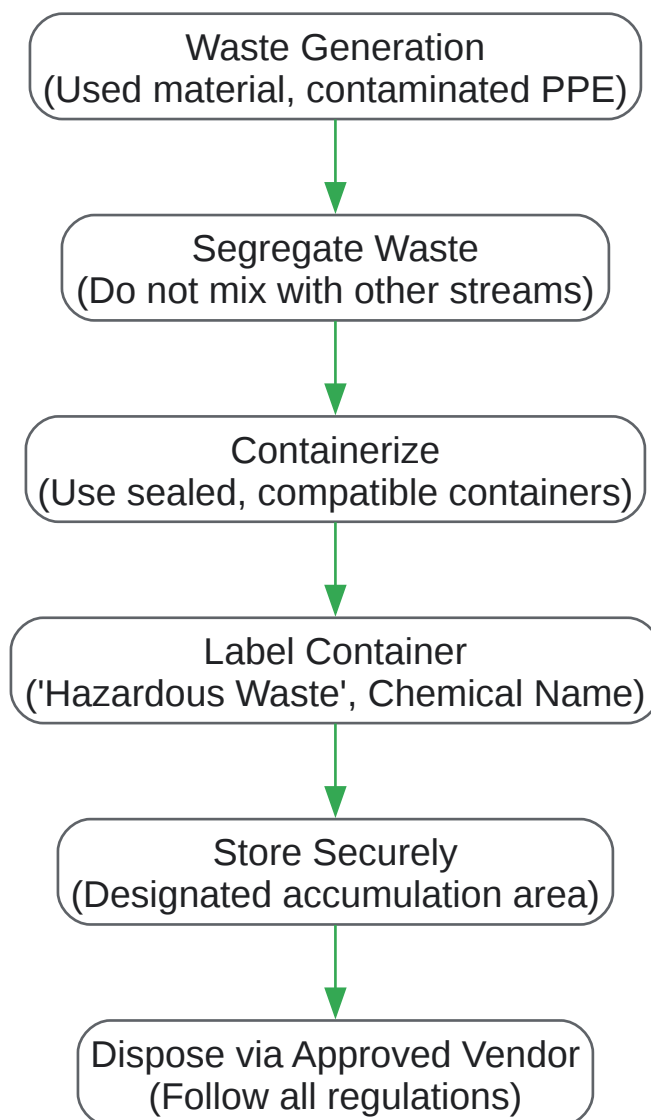 Waste Generation
(Used material, contaminated PPE)
Segregate Waste
(Do not mix with other streams)
Containerize
(Use sealed, compatible containers)
Label Container
('Hazardous Waste', Chemical Name)
Store Securely
(Designated accumulation area)
Dispose via Approved Vendor
(Follow all regulations)